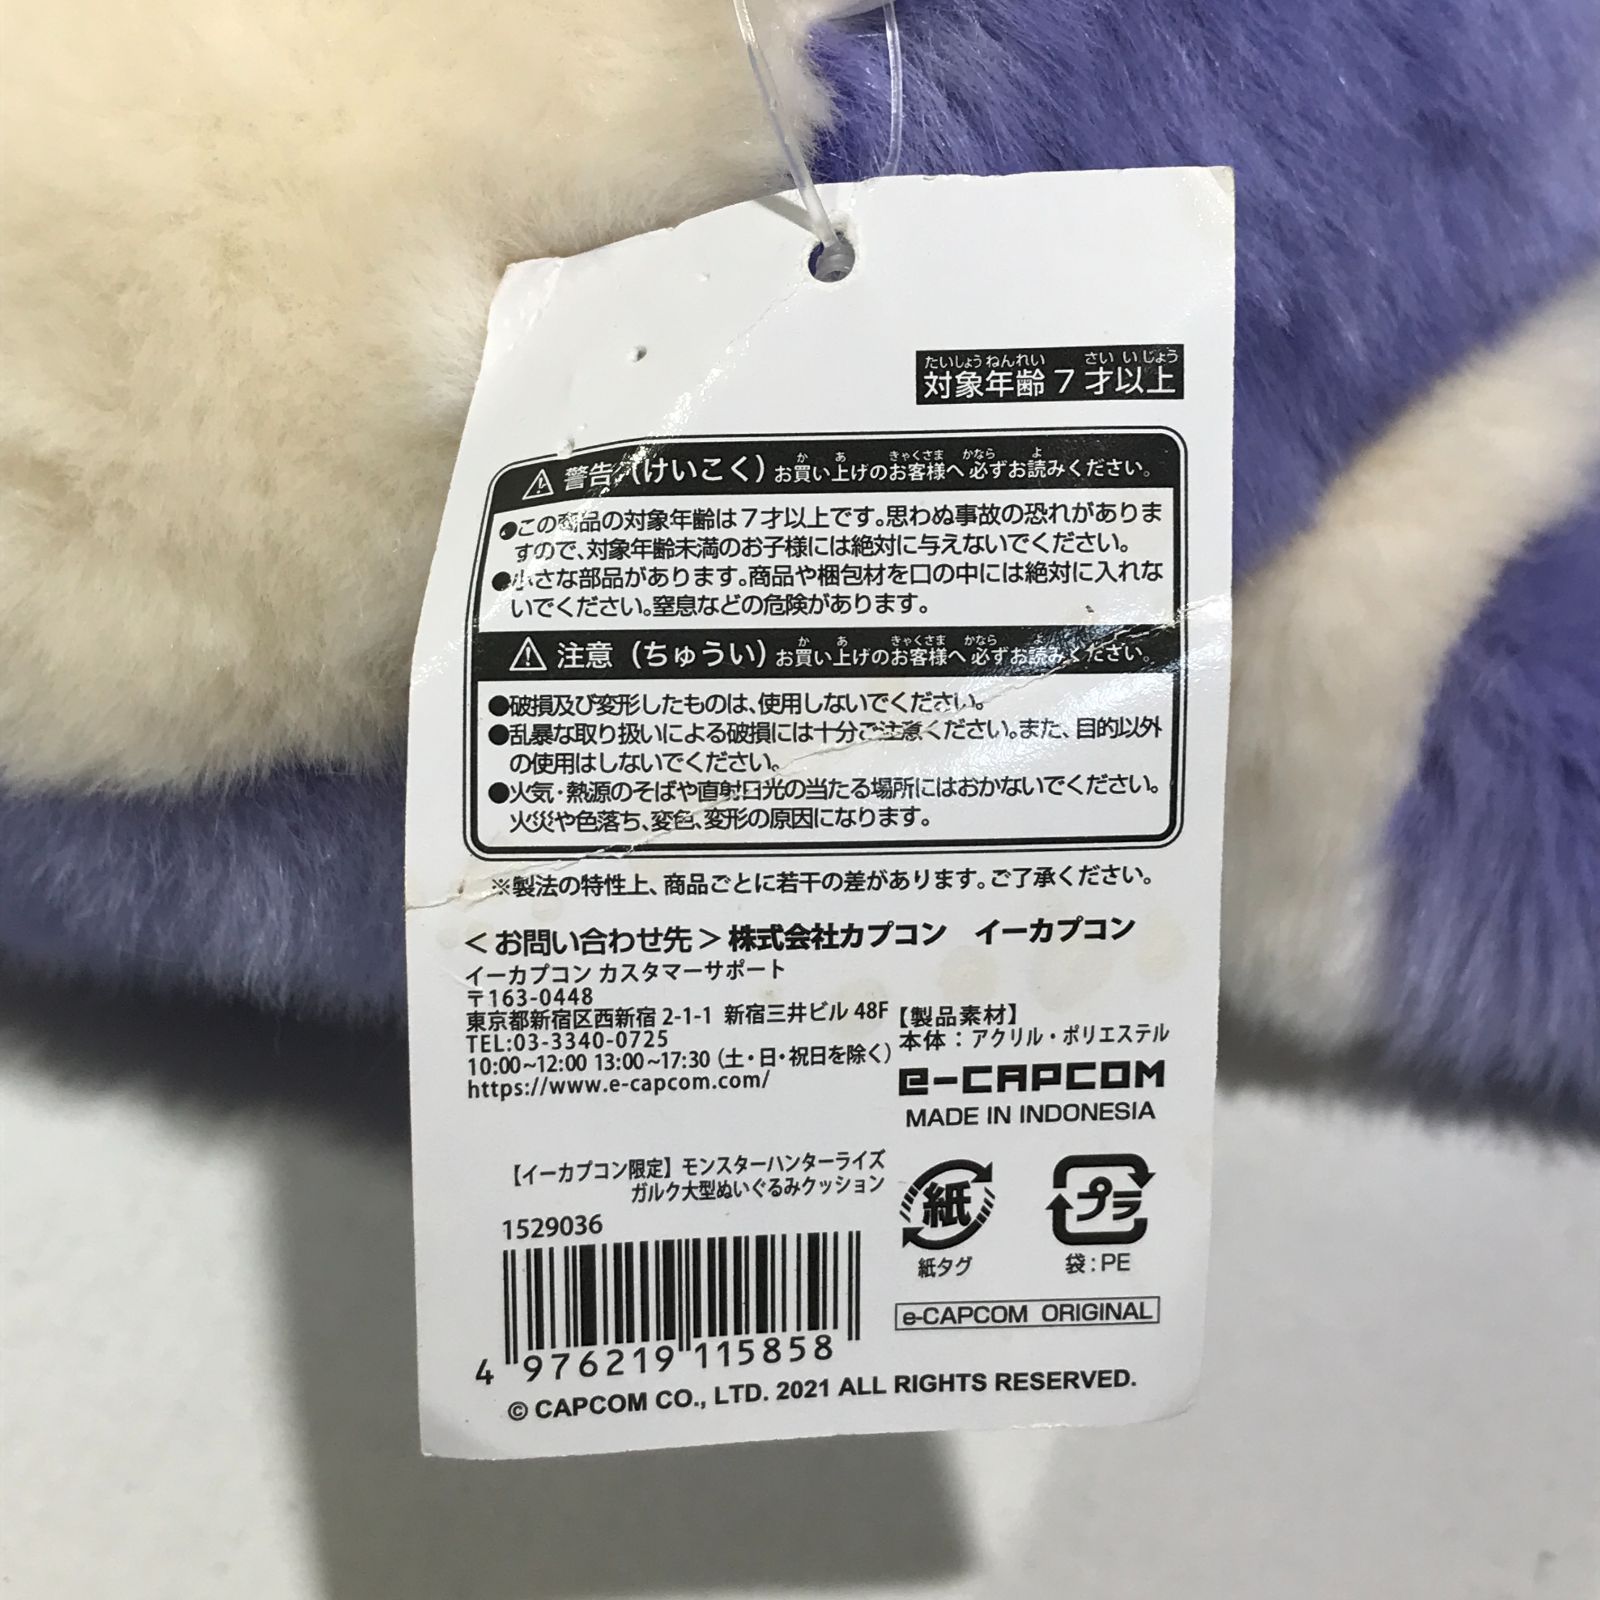 たいしょうねんれい さい いじょう
対象年齢 7 才以上
警告（けいこく）お買い上げのお客様へ必ずお読みください。
か あ きゃくさま かなら よ
●この商品の対象年齢は7才以上です。思わぬ事故の恐れがありま
すので、対象年齢未満のお子様には絶対に与えないでください。
●小さな部品があります。商品や梱包材を口の中には絶対に入れな
いでください。窒息などの危険があります。
注意（ちゅうい）お買い上げのお客様へ必ずお読みください。
か あ きゃくさま かなら よ
●破損及び変形したものは、使用しないでください。
●乱暴な取り扱いによる破損には十分ご注意ください。また、目的以外
の使用はしないでください。
●火気・熱源のそばや直射日光の当たる場所にはおかないでください。
火災や色落ち、変色、変形の原因になります。
※製法の特性上、商品ごとに若干の差があります。ご了承ください。
＜お問い合わせ先＞株式会社カプコン イーカプコン
イーカプコン カスタマーサポート
〒163-0448
東京都新宿区西新宿 2-1-1 新宿三井ビル 48F
TEL:03-3340-0725
10:00~12:00 13:00~17:30（土・日・祝日を除く）
https://www.e-capcom.com/
【製品素材】
本体：アクリル・ポリエステル
e-CAPCOM
MADE IN INDONESIA
【イーカプコン限定】モンスターハンターライズ
ガルク大型ぬいぐるみクッション
1529036
4 976219 115858
紙
紙タグ
プラ
袋：PE
e-CAPCOM ORIGINAL
© CAPCOM CO., LTD. 2021 ALL RIGHTS RESERVED.